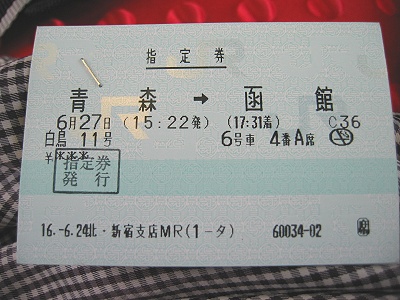 指定券
青森 → 函館
6月27日 (15:22発) (17:31着) C36
白鳥 11号 6号車 4番A席
¥***
指定券
発行
16.-6.24北・新宿支店MR(1-タ) 60034-02